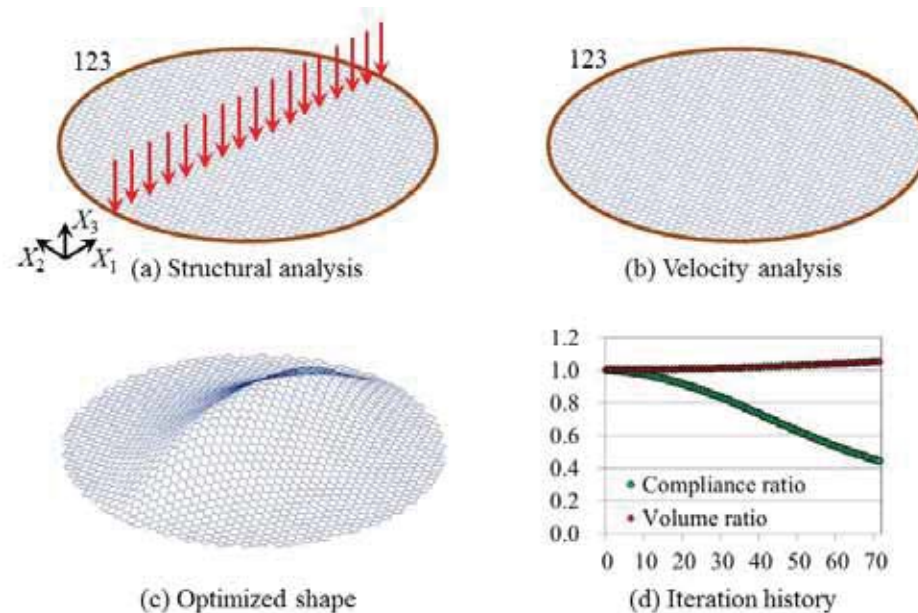 123
123
X3
X2
X1
(a) Structural analysis
(b) Velocity analysis
1.2
1.0
0.8
0.6
0.4
0.2
0.0
Compliance ratio
Volume ratio
0 10 20 30 40 50 60 70
(c) Optimized shape
(d) Iteration history